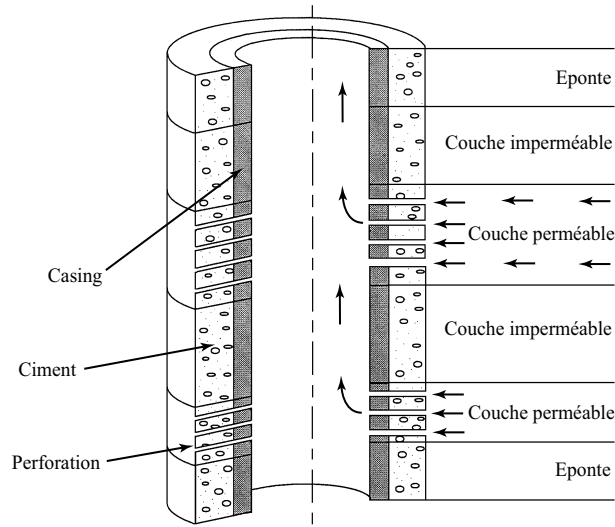 Eponte
Couche imperméable
Couche perméable
Casing
Couche imperméable
Ciment
Couche perméable
Perforation
Eponte